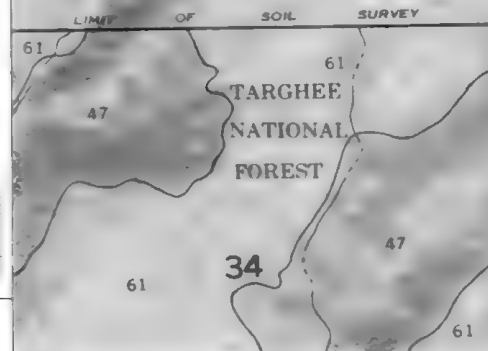 LIMIT OF SOIL SURVEY
61
61
TARGHEE
47
NATIONAL
FOREST
47
34
61
61